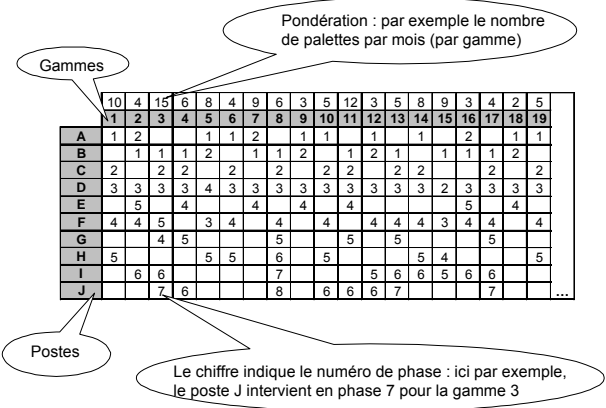 Pondération : par exemple le nombre
de palettes par mois (par gamme)
Gammes
10 4 15 6 8 4 9 6 3 5 12 3 5 8 9 3 4 2 5
1 2 3 4 5 6 7 8 9 10 11 12 13 14 15 16 17 18 19
A 1 2 1 1 2 1 1 1 1 2 1 1
B 1 1 1 2 1 1 2 1 2 1 1 1 1 2
C 2 2 2 2 2 2 2 2 2 2 2
D 3 3 3 3 4 3 3 3 3 3 3 3 3 3 2 3 3 3 3
E 5 4 4 4 4 5 4
F 4 4 5 3 4 4 4 4 4 4 3 4 4 4
G 4 5 5 5 5 5
H 5 5 5 6 5 5 4 5
I 6 6 7 5 6 6 5 6 6
J 7 6 8 6 6 6 7 7 ...
Postes
Le chiffre indique le numéro de phase : ici par exemple,
le poste J intervient en phase 7 pour la gamme 3